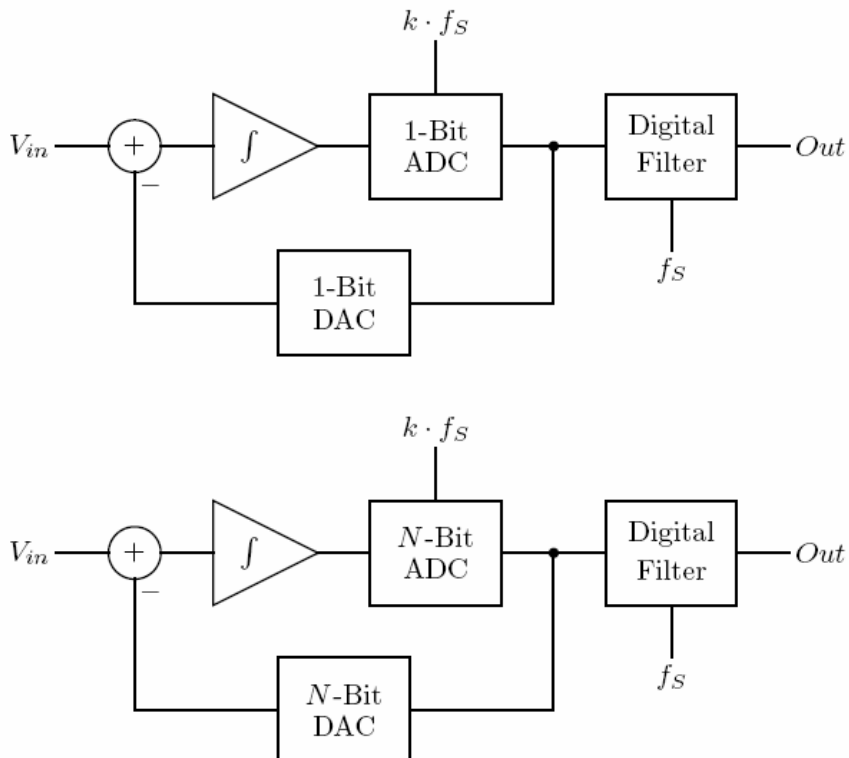 k · f_S
V_in + ∫ 1-Bit ADC Digital Filter Out
−
f_S
1-Bit
DAC
k · f_S
V_in + ∫ N-Bit ADC Digital Filter Out
−
f_S
N-Bit
DAC